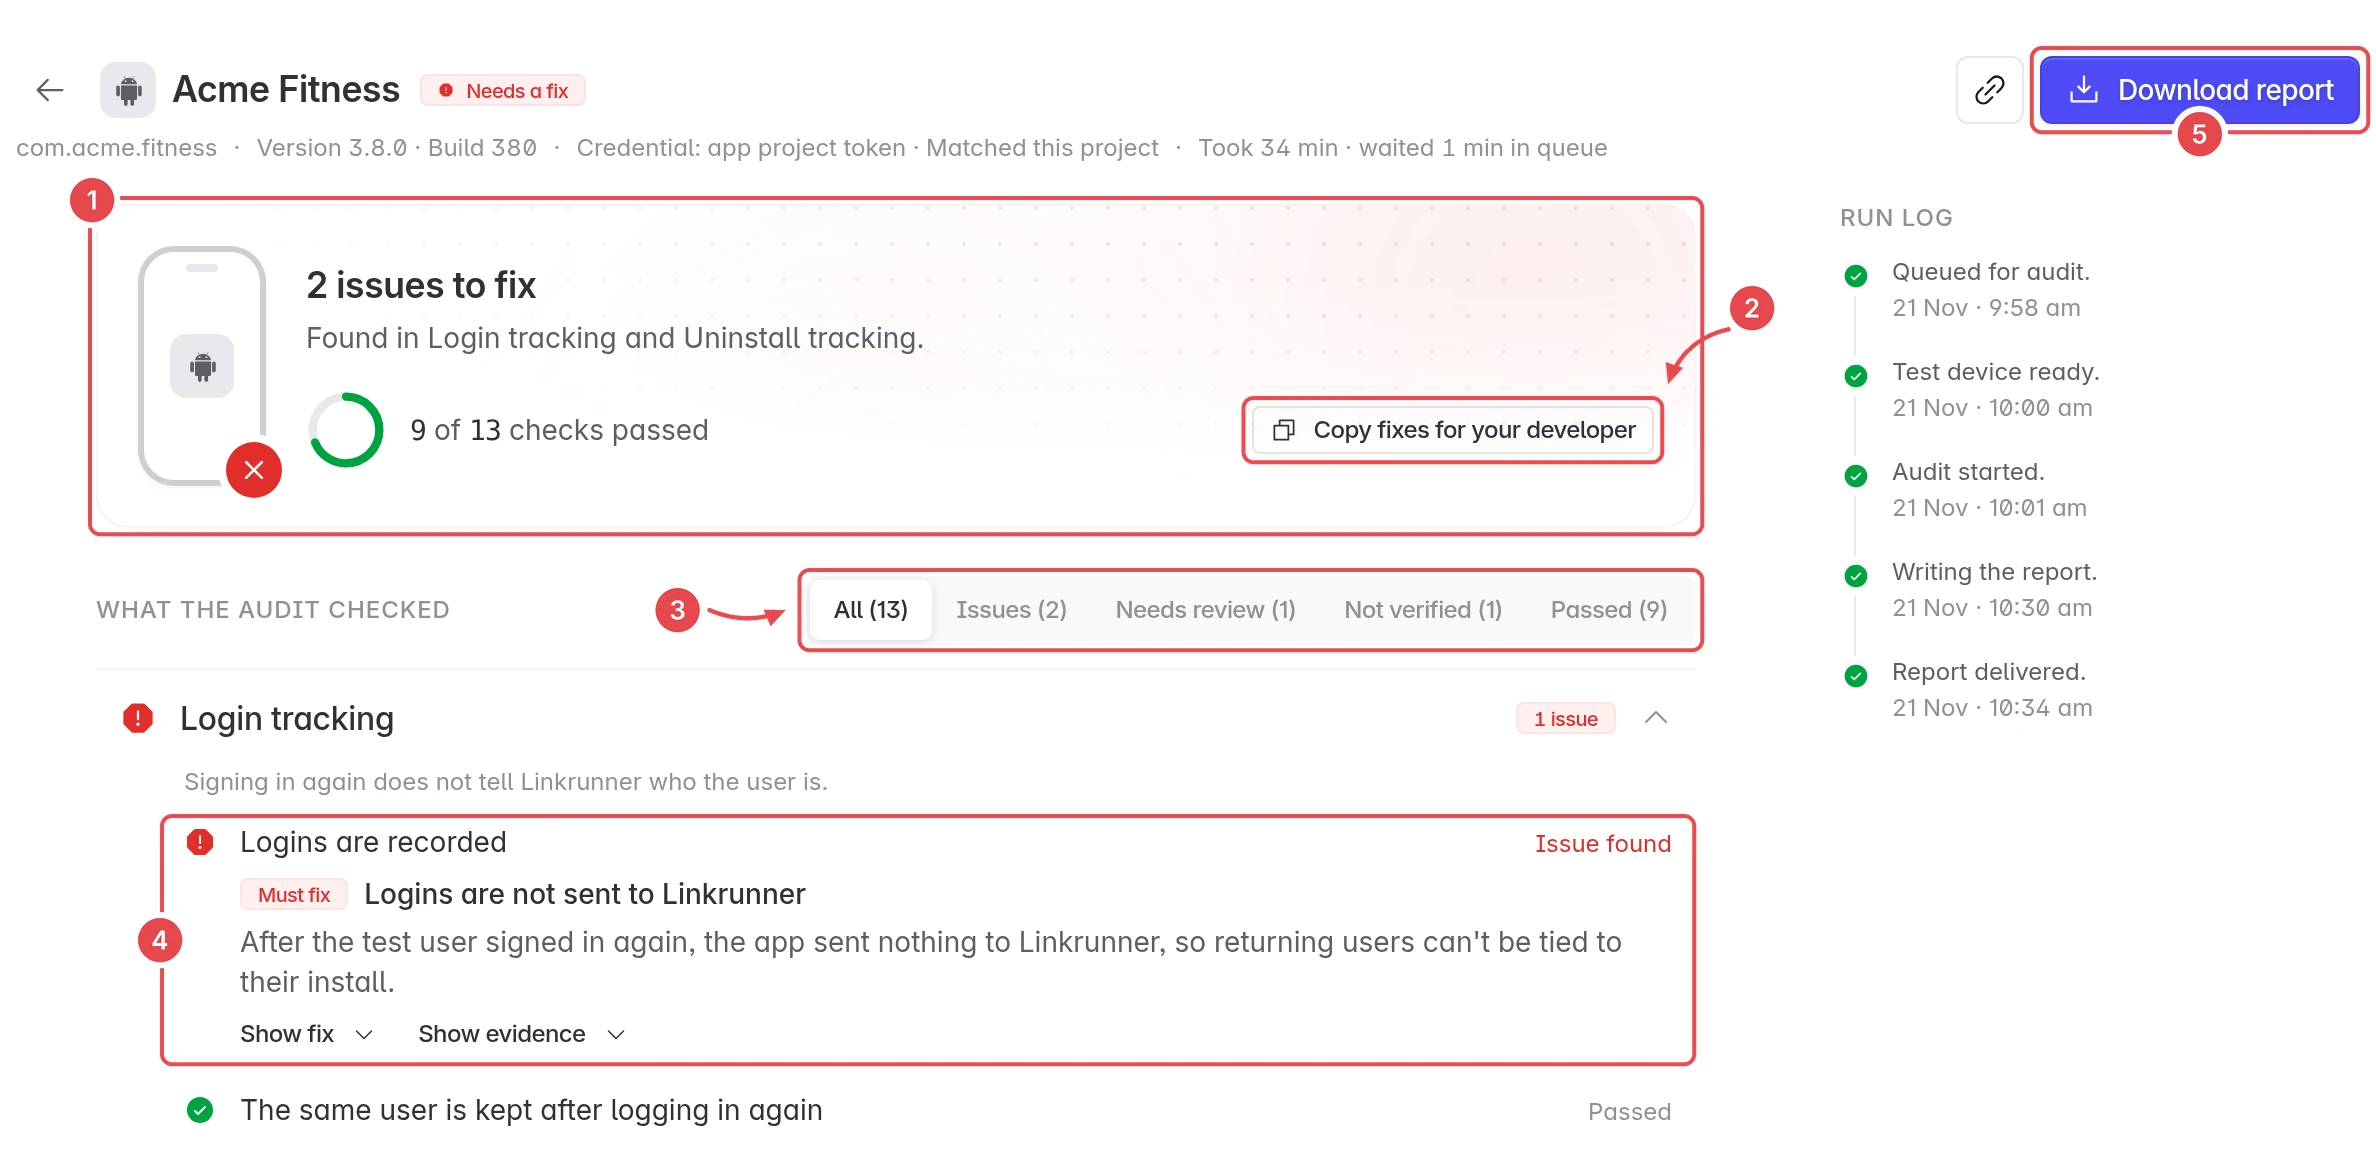 Acme Fitness
Needs a fix
Download report
5
com.acme.fitness · Version 3.8.0 · Build 380 · Credential: app project token · Matched this project · Took 34 min · waited 1 min in queue
1
2 issues to fix
Found in Login tracking and Uninstall tracking.
9 of 13 checks passed
2
Copy fixes for your developer
WHAT THE AUDIT CHECKED
3
All (13)
Issues (2)
Needs review (1)
Not verified (1)
Passed (9)
Login tracking
1 issue
Signing in again does not tell Linkrunner who the user is.
4
Logins are recorded
Issue found
Must fix
Logins are not sent to Linkrunner
After the test user signed in again, the app sent nothing to Linkrunner, so returning users can't be tied to
their install.
Show fix
Show evidence
The same user is kept after logging in again
Passed
RUN LOG
Queued for audit.
21 Nov · 9:58 am
Test device ready.
21 Nov · 10:00 am
Audit started.
21 Nov · 10:01 am
Writing the report.
21 Nov · 10:30 am
Report delivered.
21 Nov · 10:34 am